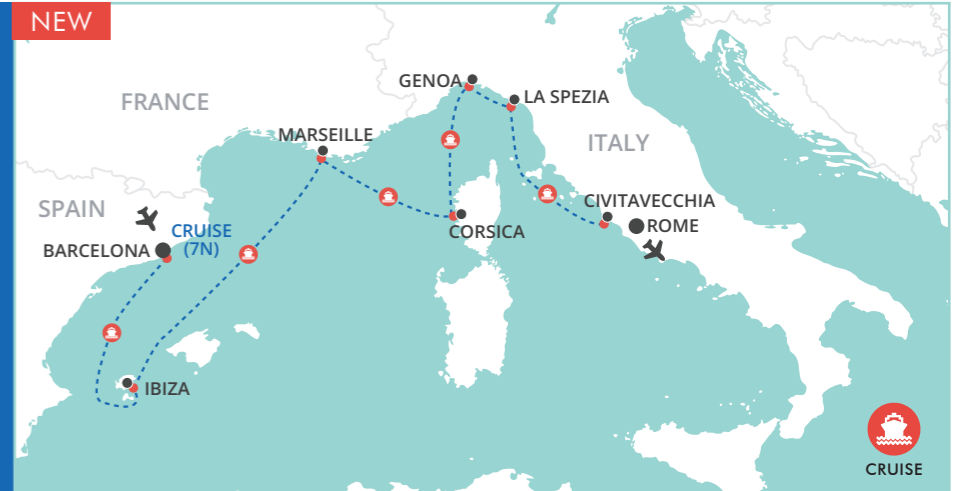 NEW
FRANCE
GENOA
LA SPEZIA
MARSEILLE
ITALY
SPAIN
CIVITAVECCHIA
CRUISE
(7N)
ROME
CORSICA
BARCELONA
IBIZA
CRUISE